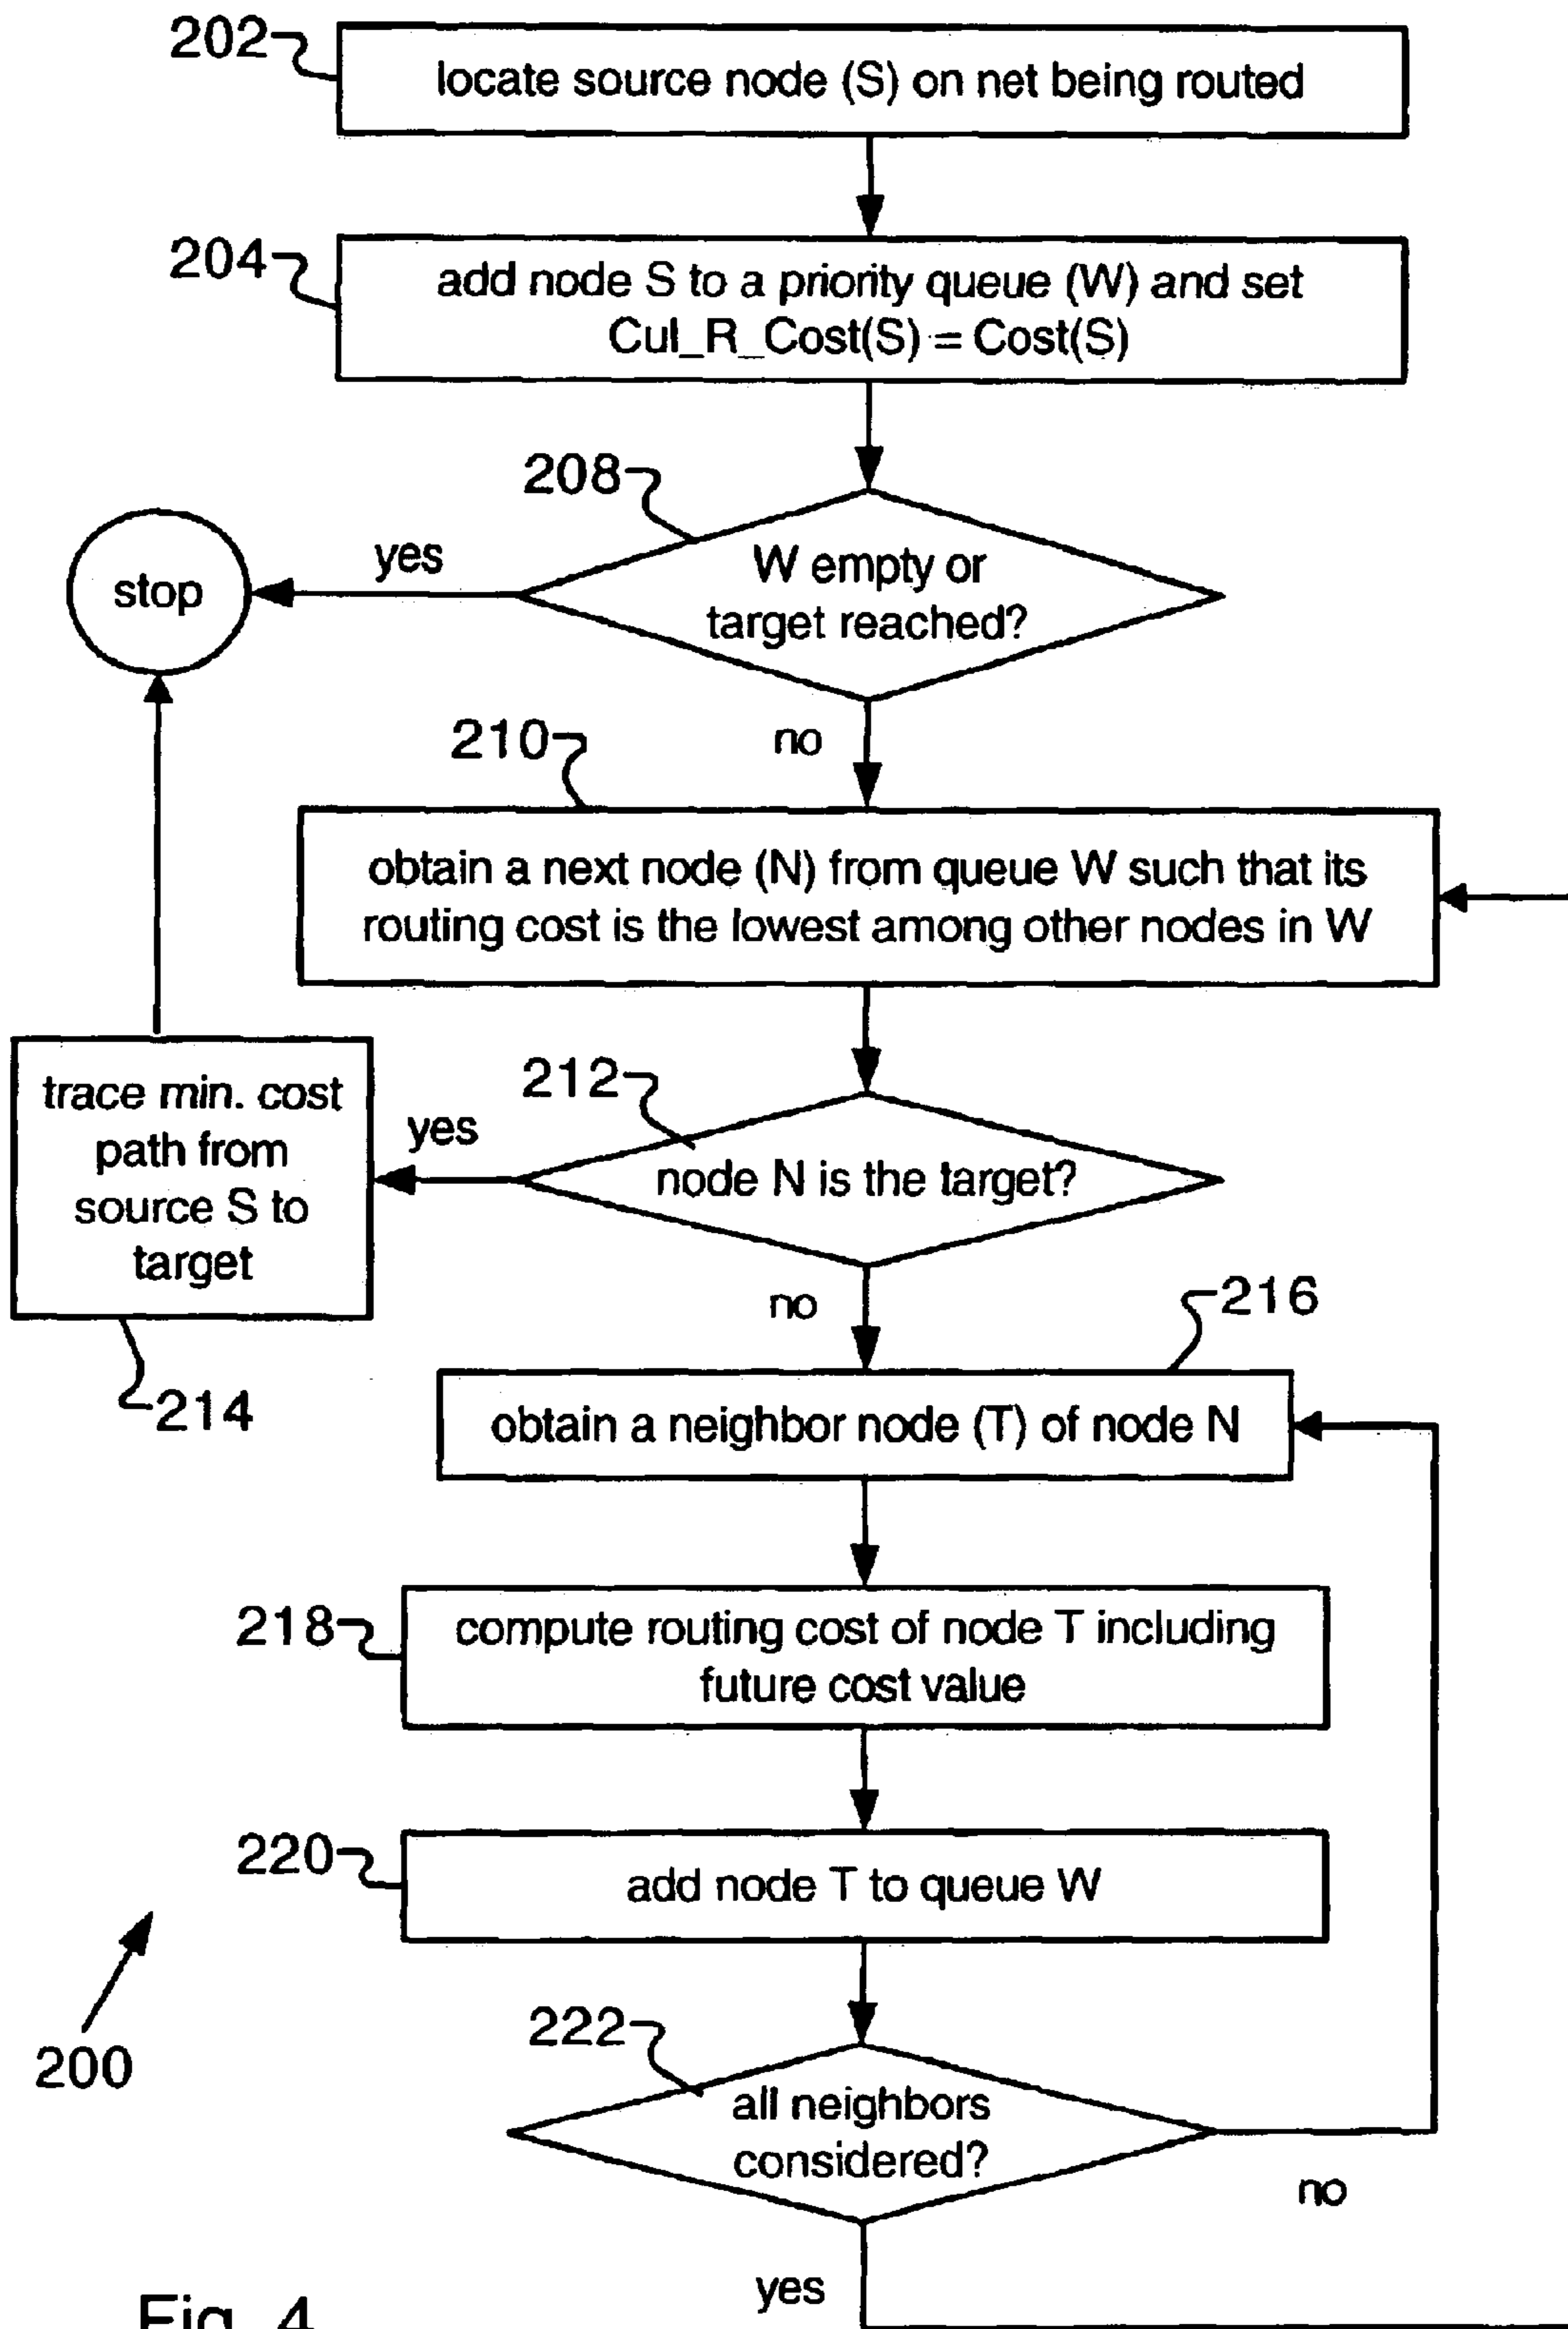 202
locate source node (S) on net being routed
204
add node S to a priority queue (W) and set
Cul_R_Cost(S) = Cost(S)
208
W empty or
target reached?
yes
stop
no
210
obtain a next node (N) from queue W such that its
routing cost is the lowest among other nodes in W
212
node N is the target?
yes
trace min. cost
path from
source S to
target
214
no
216
obtain a neighbor node (T) of node N
218
compute routing cost of node T including
future cost value
220
add node T to queue W
200
222
all neighbors
considered?
no
yes
Fig. 4